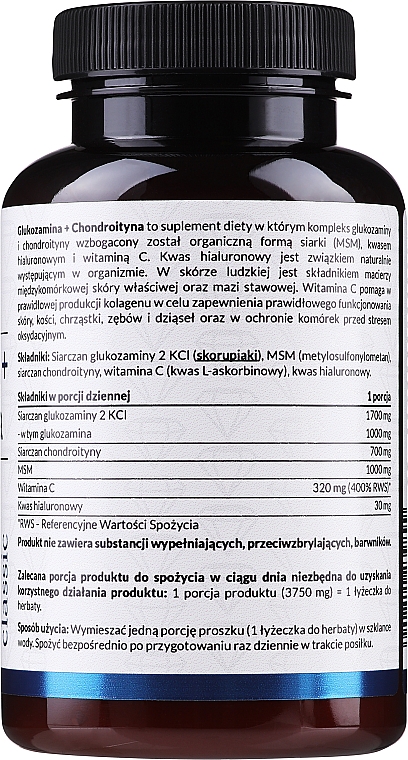 Glukozamina + Chondroityna to suplement diety w którym kompleks glukozaminy
i chondroityny wzbogacony został organiczną formą siarki (MSM), kwasem
hialuronowym i witaminą C. Kwas hialuronowy jest związkiem naturalnie
występującym w organizmie. W skórze ludzkiej jest składnikiem macierzy
międzykomórkowej skóry właściwej oraz mazi stawowej. Witamina C pomaga w
prawidłowej produkcji kolagenu w celu zapewnienia prawidłowego funkcjonowania
skóry, kości, chrząstki, zębów i dziąseł oraz w ochronie komórek przed stresem
oksydacyjnym.
Składniki: Siarczan glukozaminy 2 KCl (skorupiaki), MSM (metylosulfonylometan),
siarczan chondroityny, witamina C (kwas L-askorbinowy), kwas hialuronowy.
Składniki w porcji dziennej 1 porcja
Siarczan glukozaminy 2 KCl 1700 mg
- w tym glukozamina 1000 mg
Siarczan chondroityny 700 mg
MSM 1000 mg
Witamina C 320 mg (400% RWS)*
Kwas hialuronowy 30 mg
*RWS - Referencyjne Wartości Spożycia
Produkt nie zawiera substancji wypełniających, przeciwzbrylających, barwników.
Zalecana porcja produktu do spożycia w ciągu dnia niezbędna do uzyskania
korzystnego działania produktu: 1 porcja produktu (3750 mg) = 1 łyżeczka do
herbaty.
Sposób użycia: Wymieszać jedną porcję proszku (1 łyżeczka do herbaty) w szklance
wody. Spożyć bezpośrednio po przygotowaniu raz dziennie w trakcie posiłku.
classic